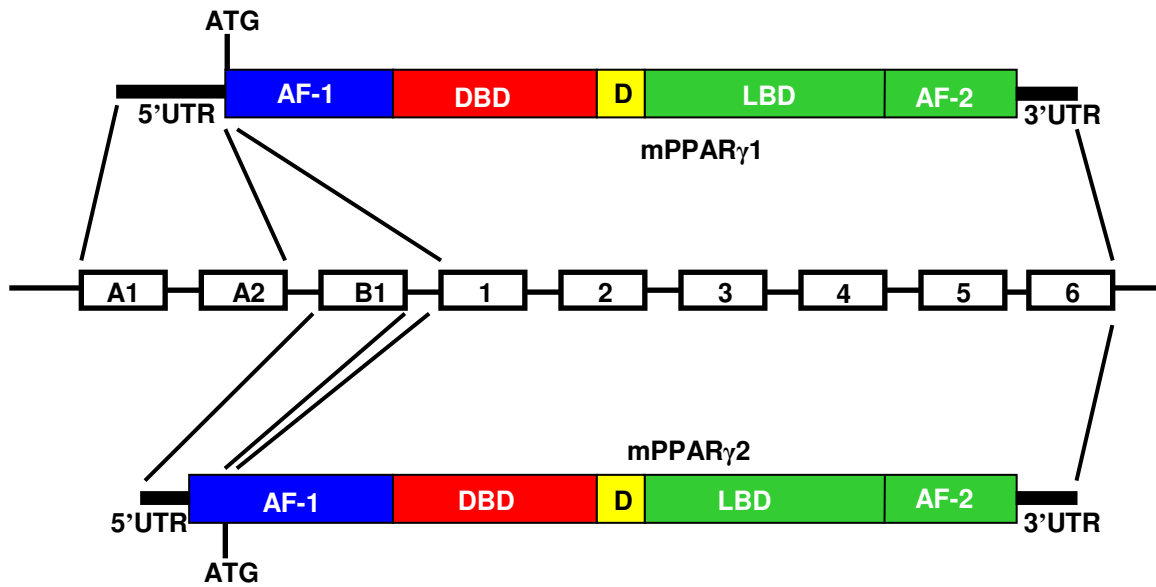 ATG
AF-1 DBD D LBD AF-2
5’UTR 3’UTR
mPPARγ1
A1 A2 B1 1 2 3 4 5 6
mPPARγ2
AF-1 DBD D LBD AF-2
5’UTR 3’UTR
ATG